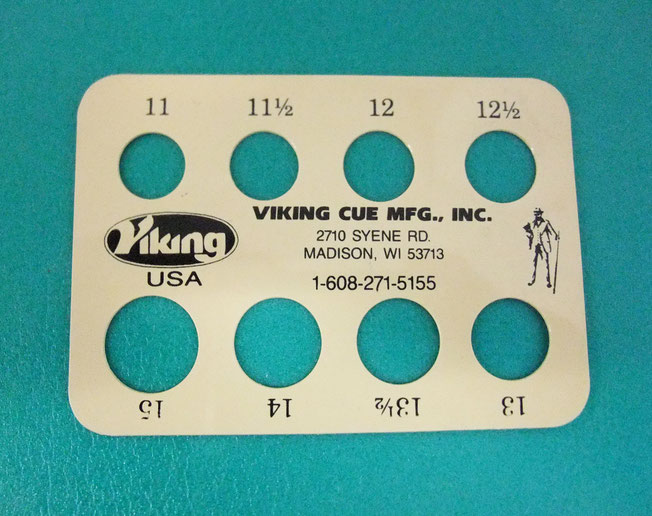 11 11½ 12 12½
VIKING CUE MFG., INC.
2710 SYENE RD.
MADISON, WI 53713
1-608-271-5155
Viking
USA
15 14 13½ 13